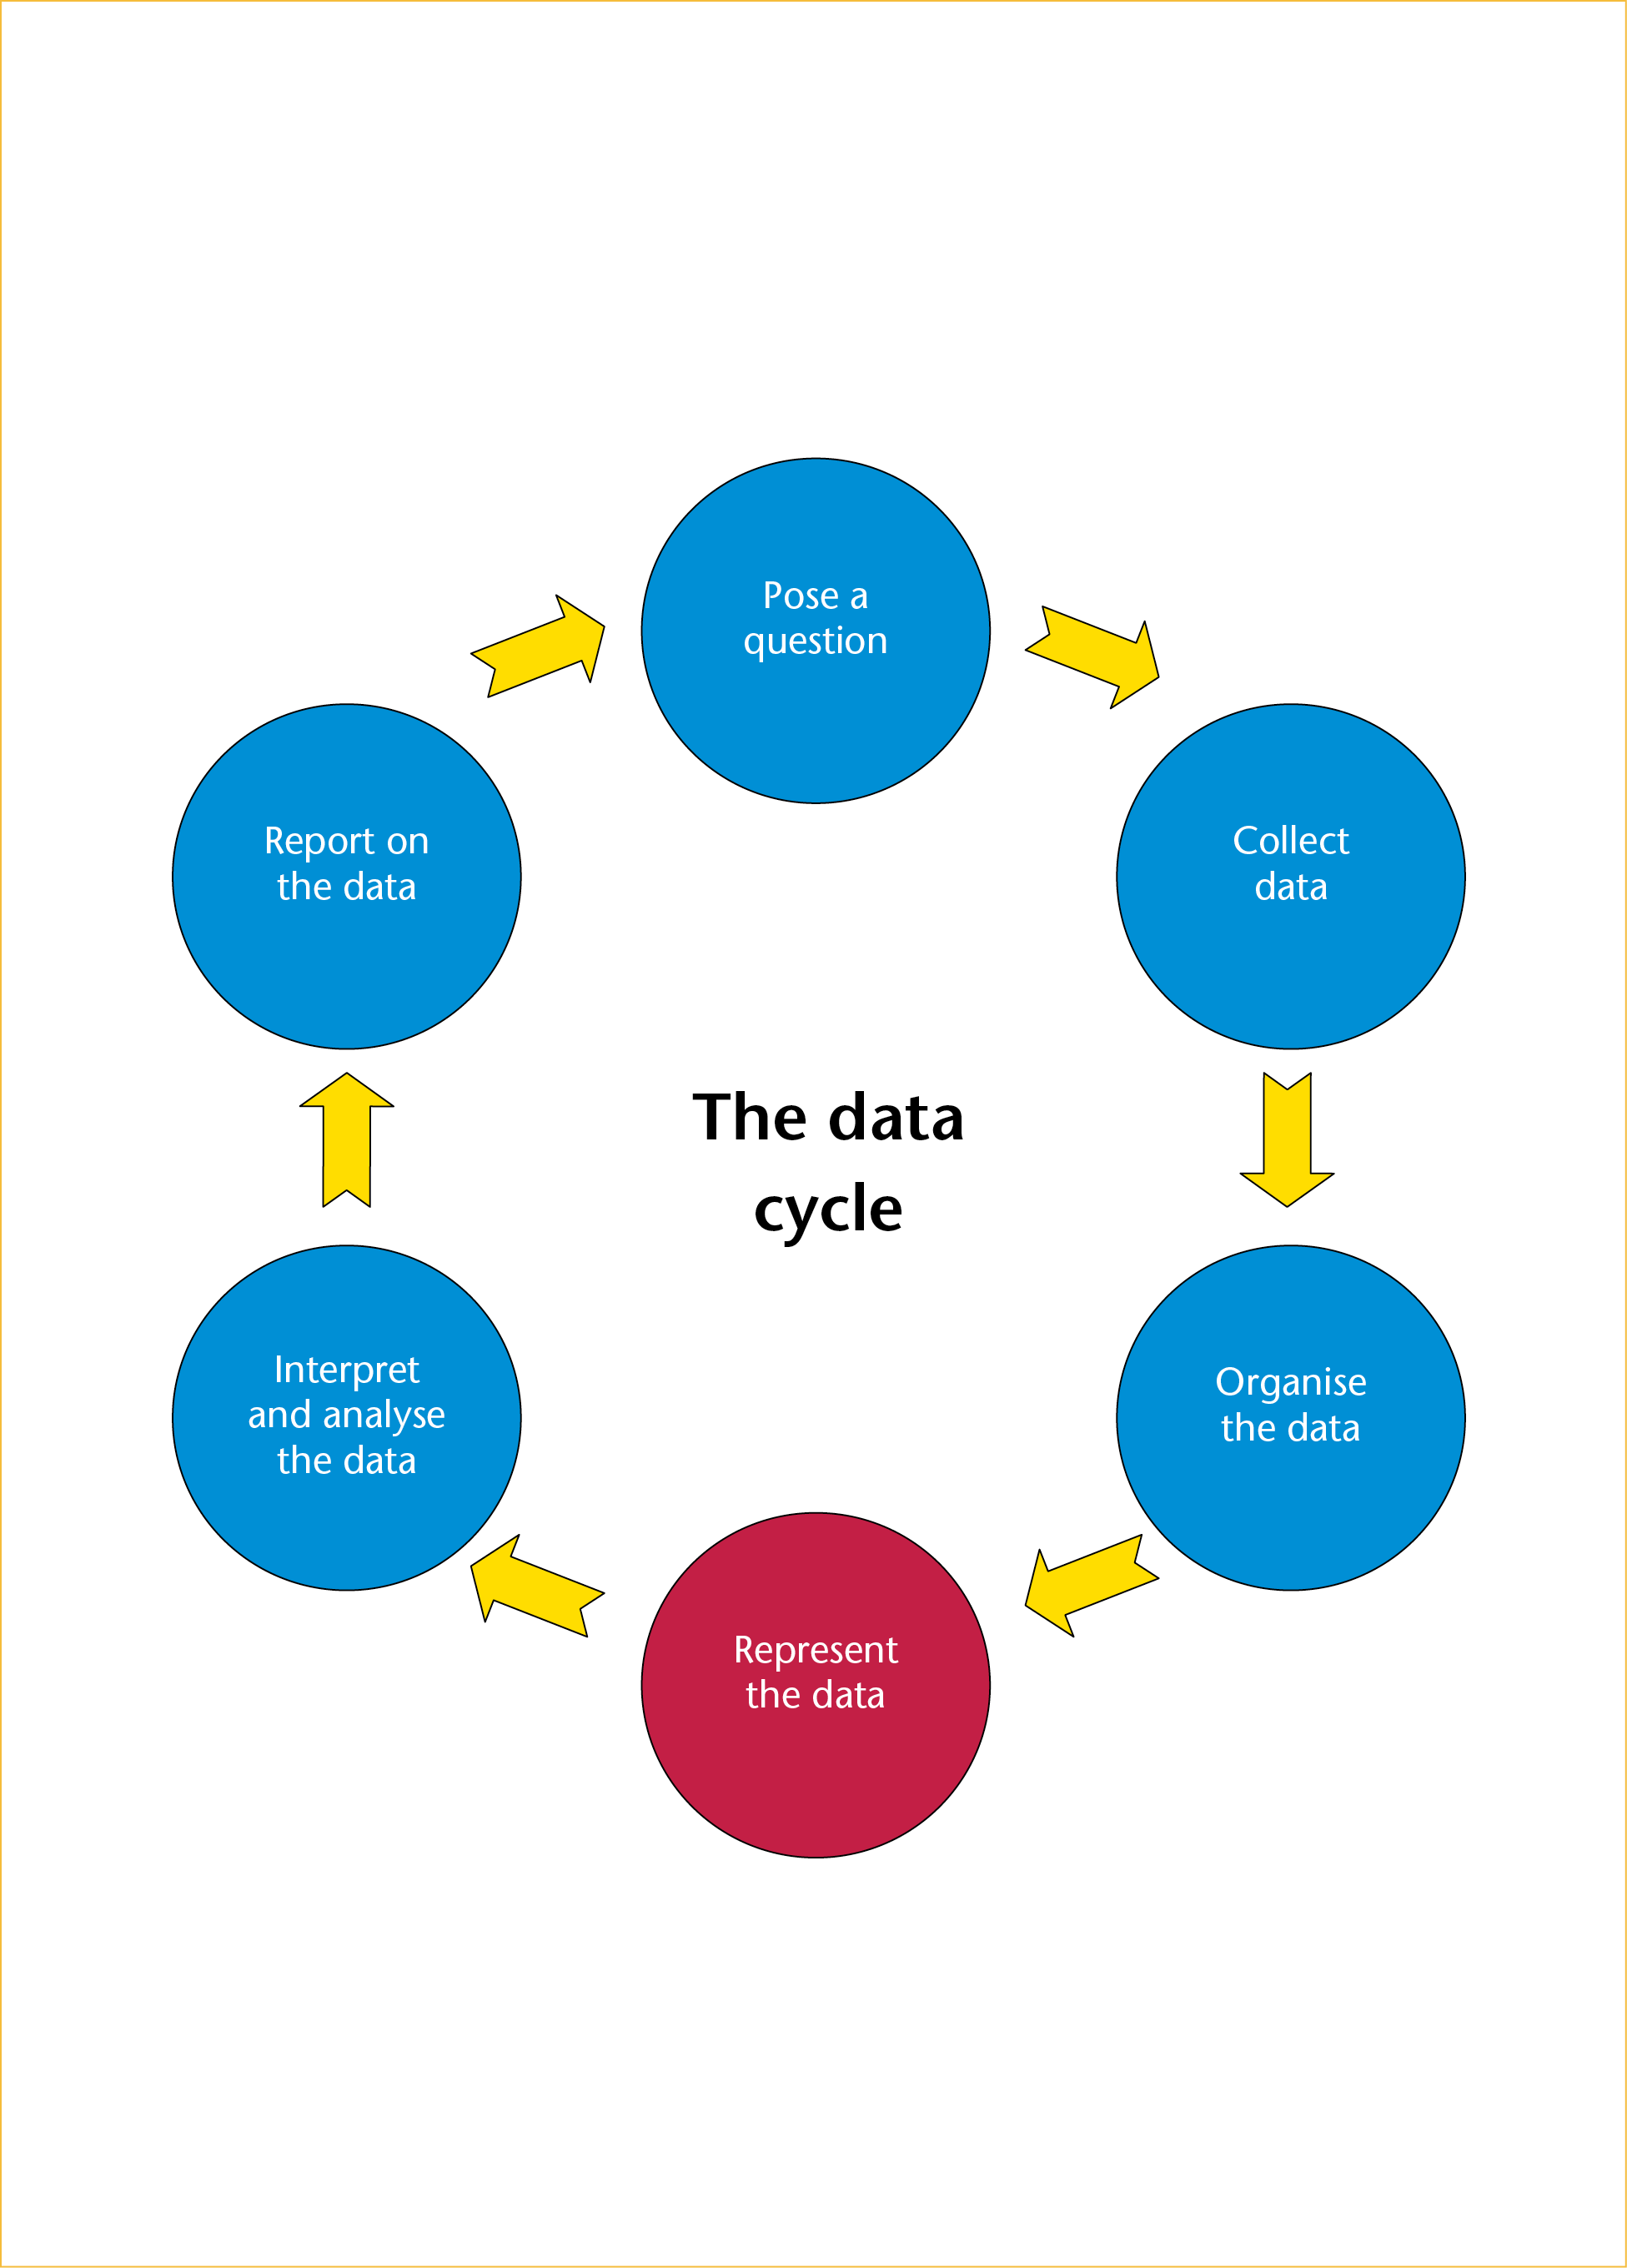 Pose a
question
Collect
data
Organise
the data
Represent
the data
Interpret
and analyse
the data
Report on
the data
The data
cycle